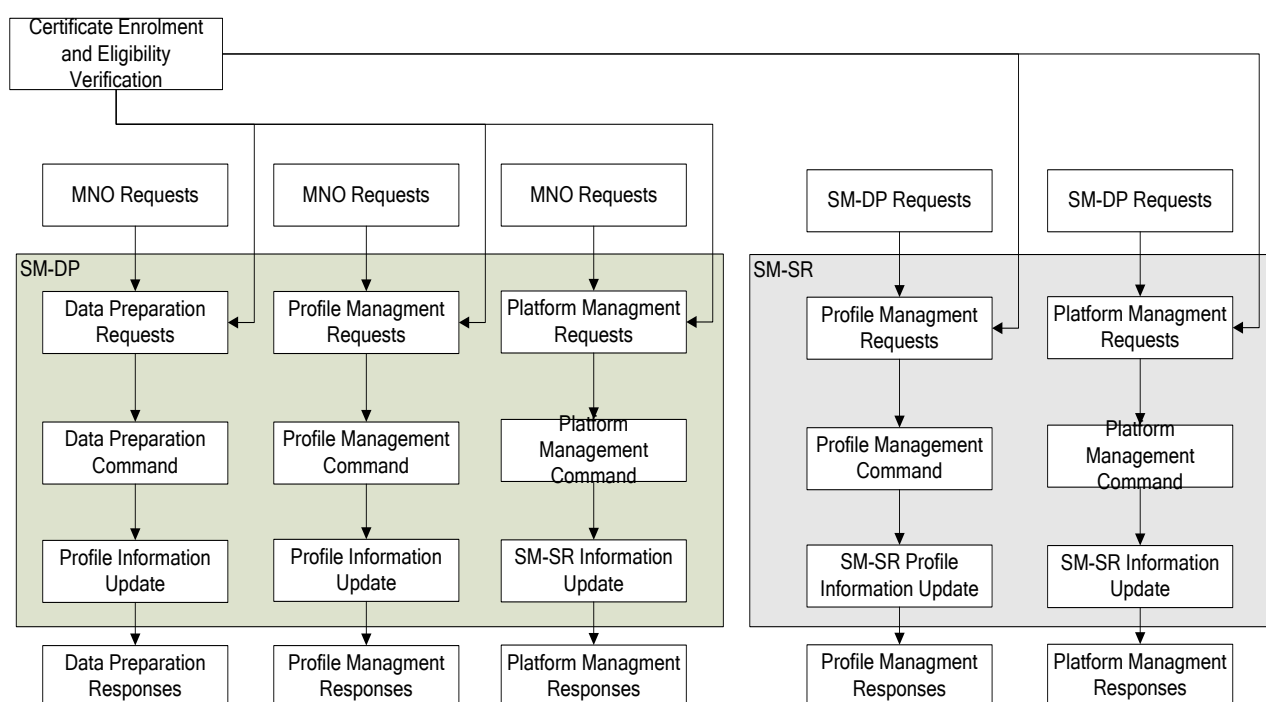 Certificate Enrolment
and Eligibility
Verification
MNO Requests
MNO Requests
MNO Requests
SM-DP Requests
SM-DP Requests
SM-DP
Data Preparation
Requests
Profile Managment
Requests
Platform Managment
Requests
Data Preparation
Command
Profile Management
Command
Platform
Management
Command
Profile Information
Update
Profile Information
Update
SM-SR Information
Update
SM-SR
Profile Managment
Requests
Platform Managment
Requests
Profile Management
Command
Platform
Management
Command
SM-SR Profile
Information Update
SM-SR Information
Update
Data Preparation
Responses
Profile Managment
Responses
Platform Managment
Responses
Profile Managment
Responses
Platform Managment
Responses